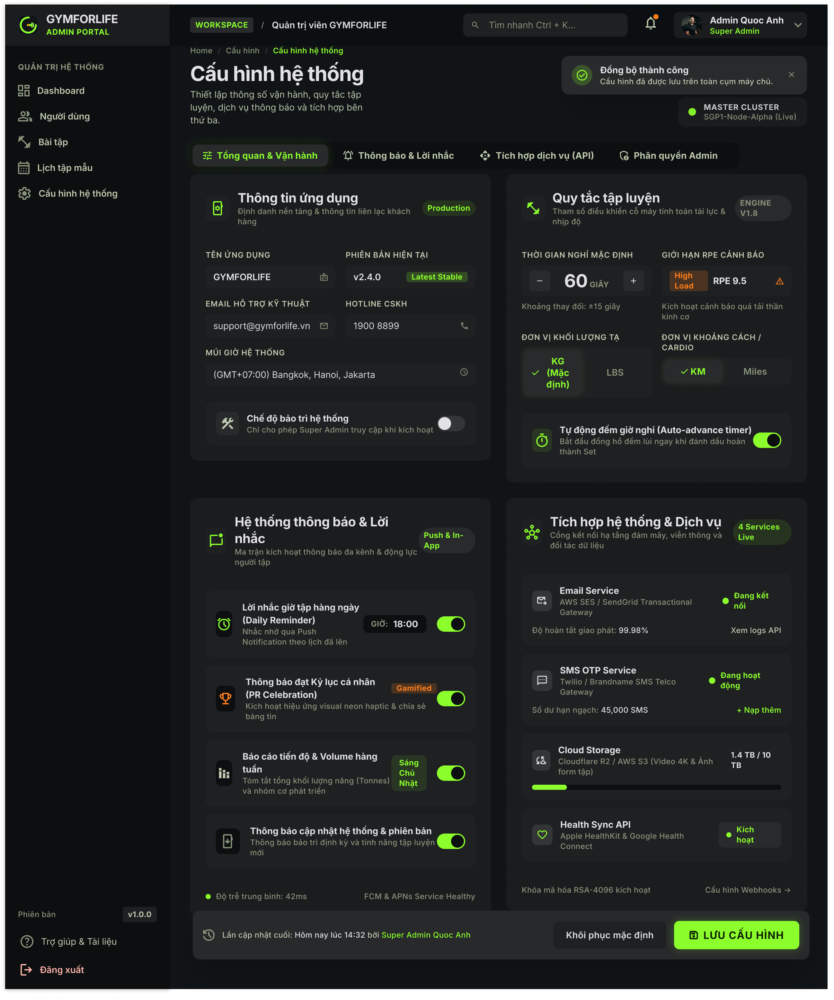 GYMFORLIFE
ADMIN PORTAL
QUẢN TRỊ HỆ THỐNG
Dashboard
Người dùng
Bài tập
Lịch tập mẫu
Cấu hình hệ thống
Phiên bản
v1.0.0
Trợ giúp & Tài liệu
Đăng xuất
WORKSPACE / Quản trị viên GYMFORLIFE
Tìm nhanh Ctrl + K...
Admin Quoc Anh
Super Admin
Home / Cấu hình / Cấu hình hệ thống
Cấu hình hệ thống
Thiết lập thông số vận hành, quy tắc tập
luyện, dịch vụ thông báo và tích hợp bên
thứ ba.
Đồng bộ thành công
Cấu hình đã được lưu trên toàn cụm máy chủ.
MASTER CLUSTER
SGP1-Node-Alpha (Live)
Tổng quan & Vận hành
Thông báo & Lời nhắc
Tích hợp dịch vụ (API)
Phân quyền Admin
Thông tin ứng dụng
Định danh nền tảng & thông tin liên lạc khách
hàng
Production
TÊN ỨNG DỤNG
GYMFORLIFE
PHIÊN BẢN HIỆN TẠI
v2.4.0
Latest Stable
EMAIL HỖ TRỢ KỸ THUẬT
support@gymforlife.vn
HOTLINE CSKH
1900 8899
MÚI GIỜ HỆ THỐNG
(GMT+07:00) Bangkok, Hanoi, Jakarta
Chế độ bảo trì hệ thống
Chỉ cho phép Super Admin truy cập khi kích hoạt
Quy tắc tập luyện
Tham số điều khiển cỗ máy tính toán tải lực &
nhịp độ
ENGINE
V1.8
THỜI GIAN NGHỈ MẶC ĐỊNH
− 60 GIÂY +
Khoảng thay đổi: ±15 giây
GIỚI HẠN RPE CẢNH BÁO
High
Load
RPE 9.5
Kích hoạt cảnh báo quá tải thần
kinh cơ
ĐƠN VỊ KHỐI LƯỢNG TẠ
KG
(Mặc
định)
LBS
ĐƠN VỊ KHOẢNG CÁCH /
CARDIO
KM
Miles
Tự động đếm giờ nghỉ (Auto-advance timer)
Bắt đầu đồng hồ đếm lùi ngay khi đánh dấu hoàn
thành Set
Hệ thống thông báo & Lời
nhắc
Ma trận kích hoạt thông báo đa kênh & động lực
người tập
Push & In-
App
Lời nhắc giờ tập hàng ngày
(Daily Reminder)
Nhắc nhở qua Push
Notification theo lịch đã lên
GIỜ: 18:00
Thông báo đạt Kỷ lục cá nhân
(PR Celebration)
Gamified
Kích hoạt hiệu ứng visual neon haptic & chia sẻ
bảng tin
Báo cáo tiến độ & Volume hàng
tuần
Tóm tắt tổng khối lượng nâng (Tonnes)
và nhóm cơ phát triển
Sáng
Chủ
Nhật
Thông báo cập nhật hệ thống & phiên bản
Thông báo bảo trì định kỳ và tính năng tập luyện
mới
Độ trễ trung bình: 42ms
FCM & APNs Service Healthy
Tích hợp hệ thống & Dịch vụ
Cổng kết nối hạ tầng đám mây, viễn thông và
đối tác dữ liệu
4 Services
Live
Email Service
AWS SES / SendGrid Transactional
Gateway
Đang kết
nối
Độ hoàn tất giao phát: 99.98%
Xem logs API
SMS OTP Service
Twilio / Brandname SMS Telco
Gateway
Đang hoạt
động
Số dư hạn ngạch: 45,000 SMS
+ Nạp thêm
Cloud Storage
Cloudflare R2 / AWS S3 (Video 4K & Ảnh
form tập)
1.4 TB / 10
TB
Health Sync API
Apple HealthKit & Google Health
Connect
Kích
hoạt
Khóa mã hóa RSA-4096 kích hoạt
Cấu hình Webhooks →
Lần cập nhật cuối: Hôm nay lúc 14:32 bởi Super Admin Quoc Anh
Khôi phục mặc định
LƯU CẤU HÌNH